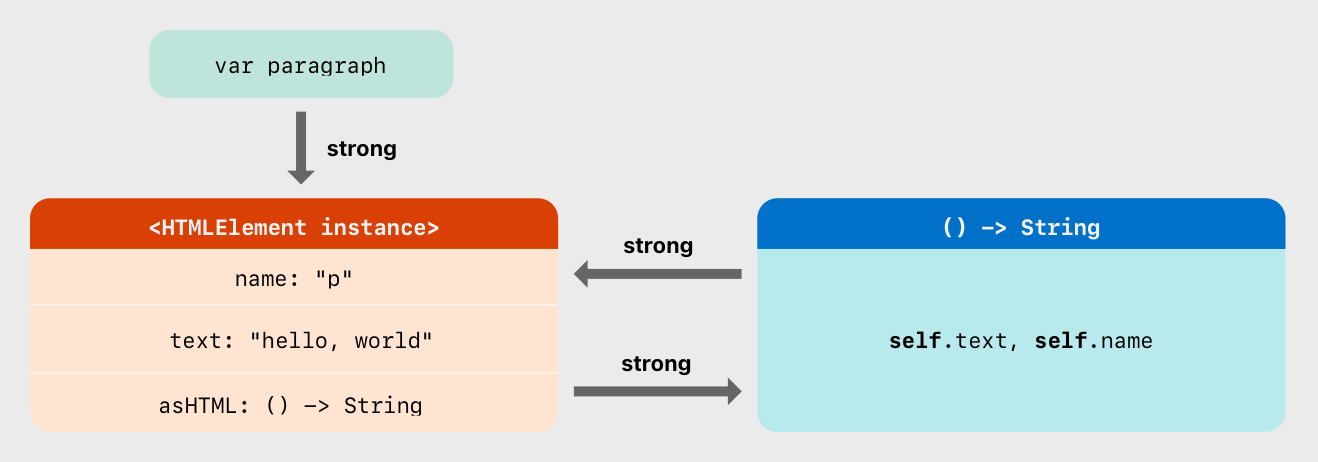 var paragraph
strong
<HTMLElement instance>
name: "p"
text: "hello, world"
asHTML: () -> String
strong
strong
() -> String
self.text, self.name